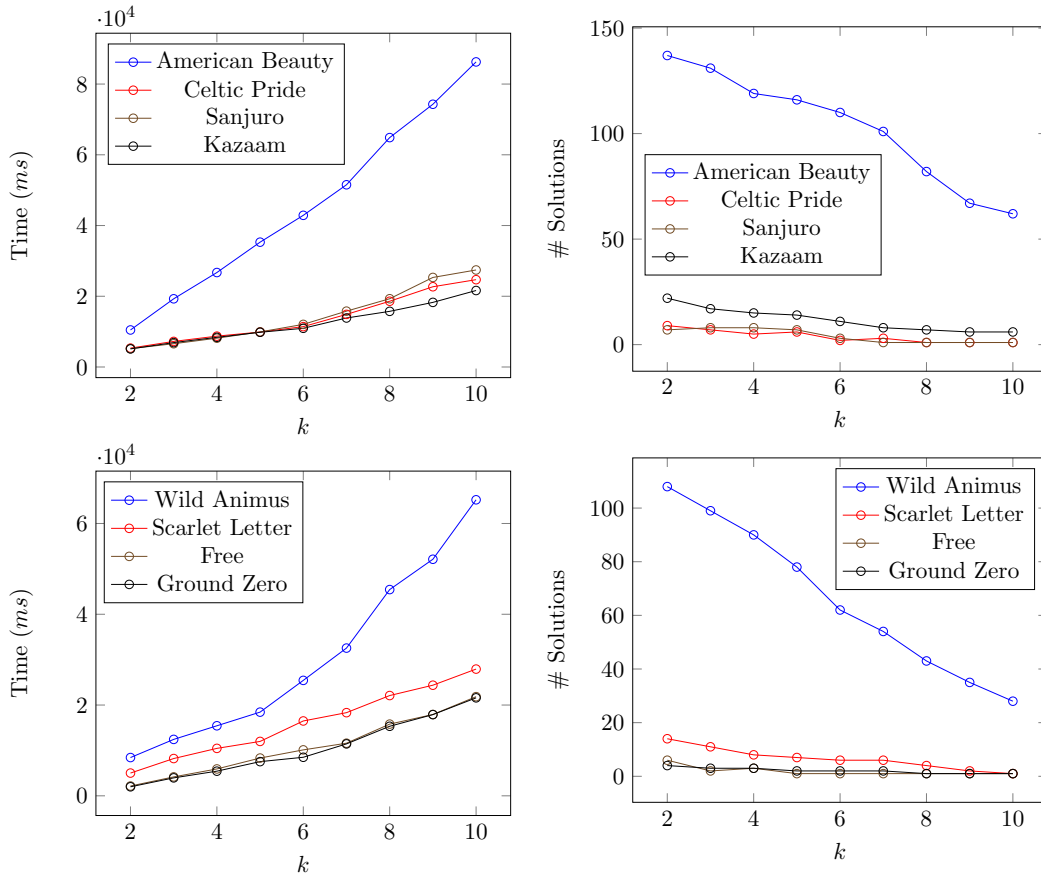 ·10^4
Time (ms)
80
2
4
6
8
2
4
6
8
10
k
American Beauty
Celtic Pride
Sanjuro
Kazaam
# Solutions
0
50
100
150
2
4
6
8
10
k
American Beauty
Celtic Pride
Sanjuro
Kazaam
·10^4
Time (ms)
0
2
4
6
2
4
6
8
10
k
Wild Animus
Scarlet Letter
Free
Ground Zero
# Solutions
0
20
40
60
80
100
2
4
6
8
10
k
Wild Animus
Scarlet Letter
Free
Ground Zero